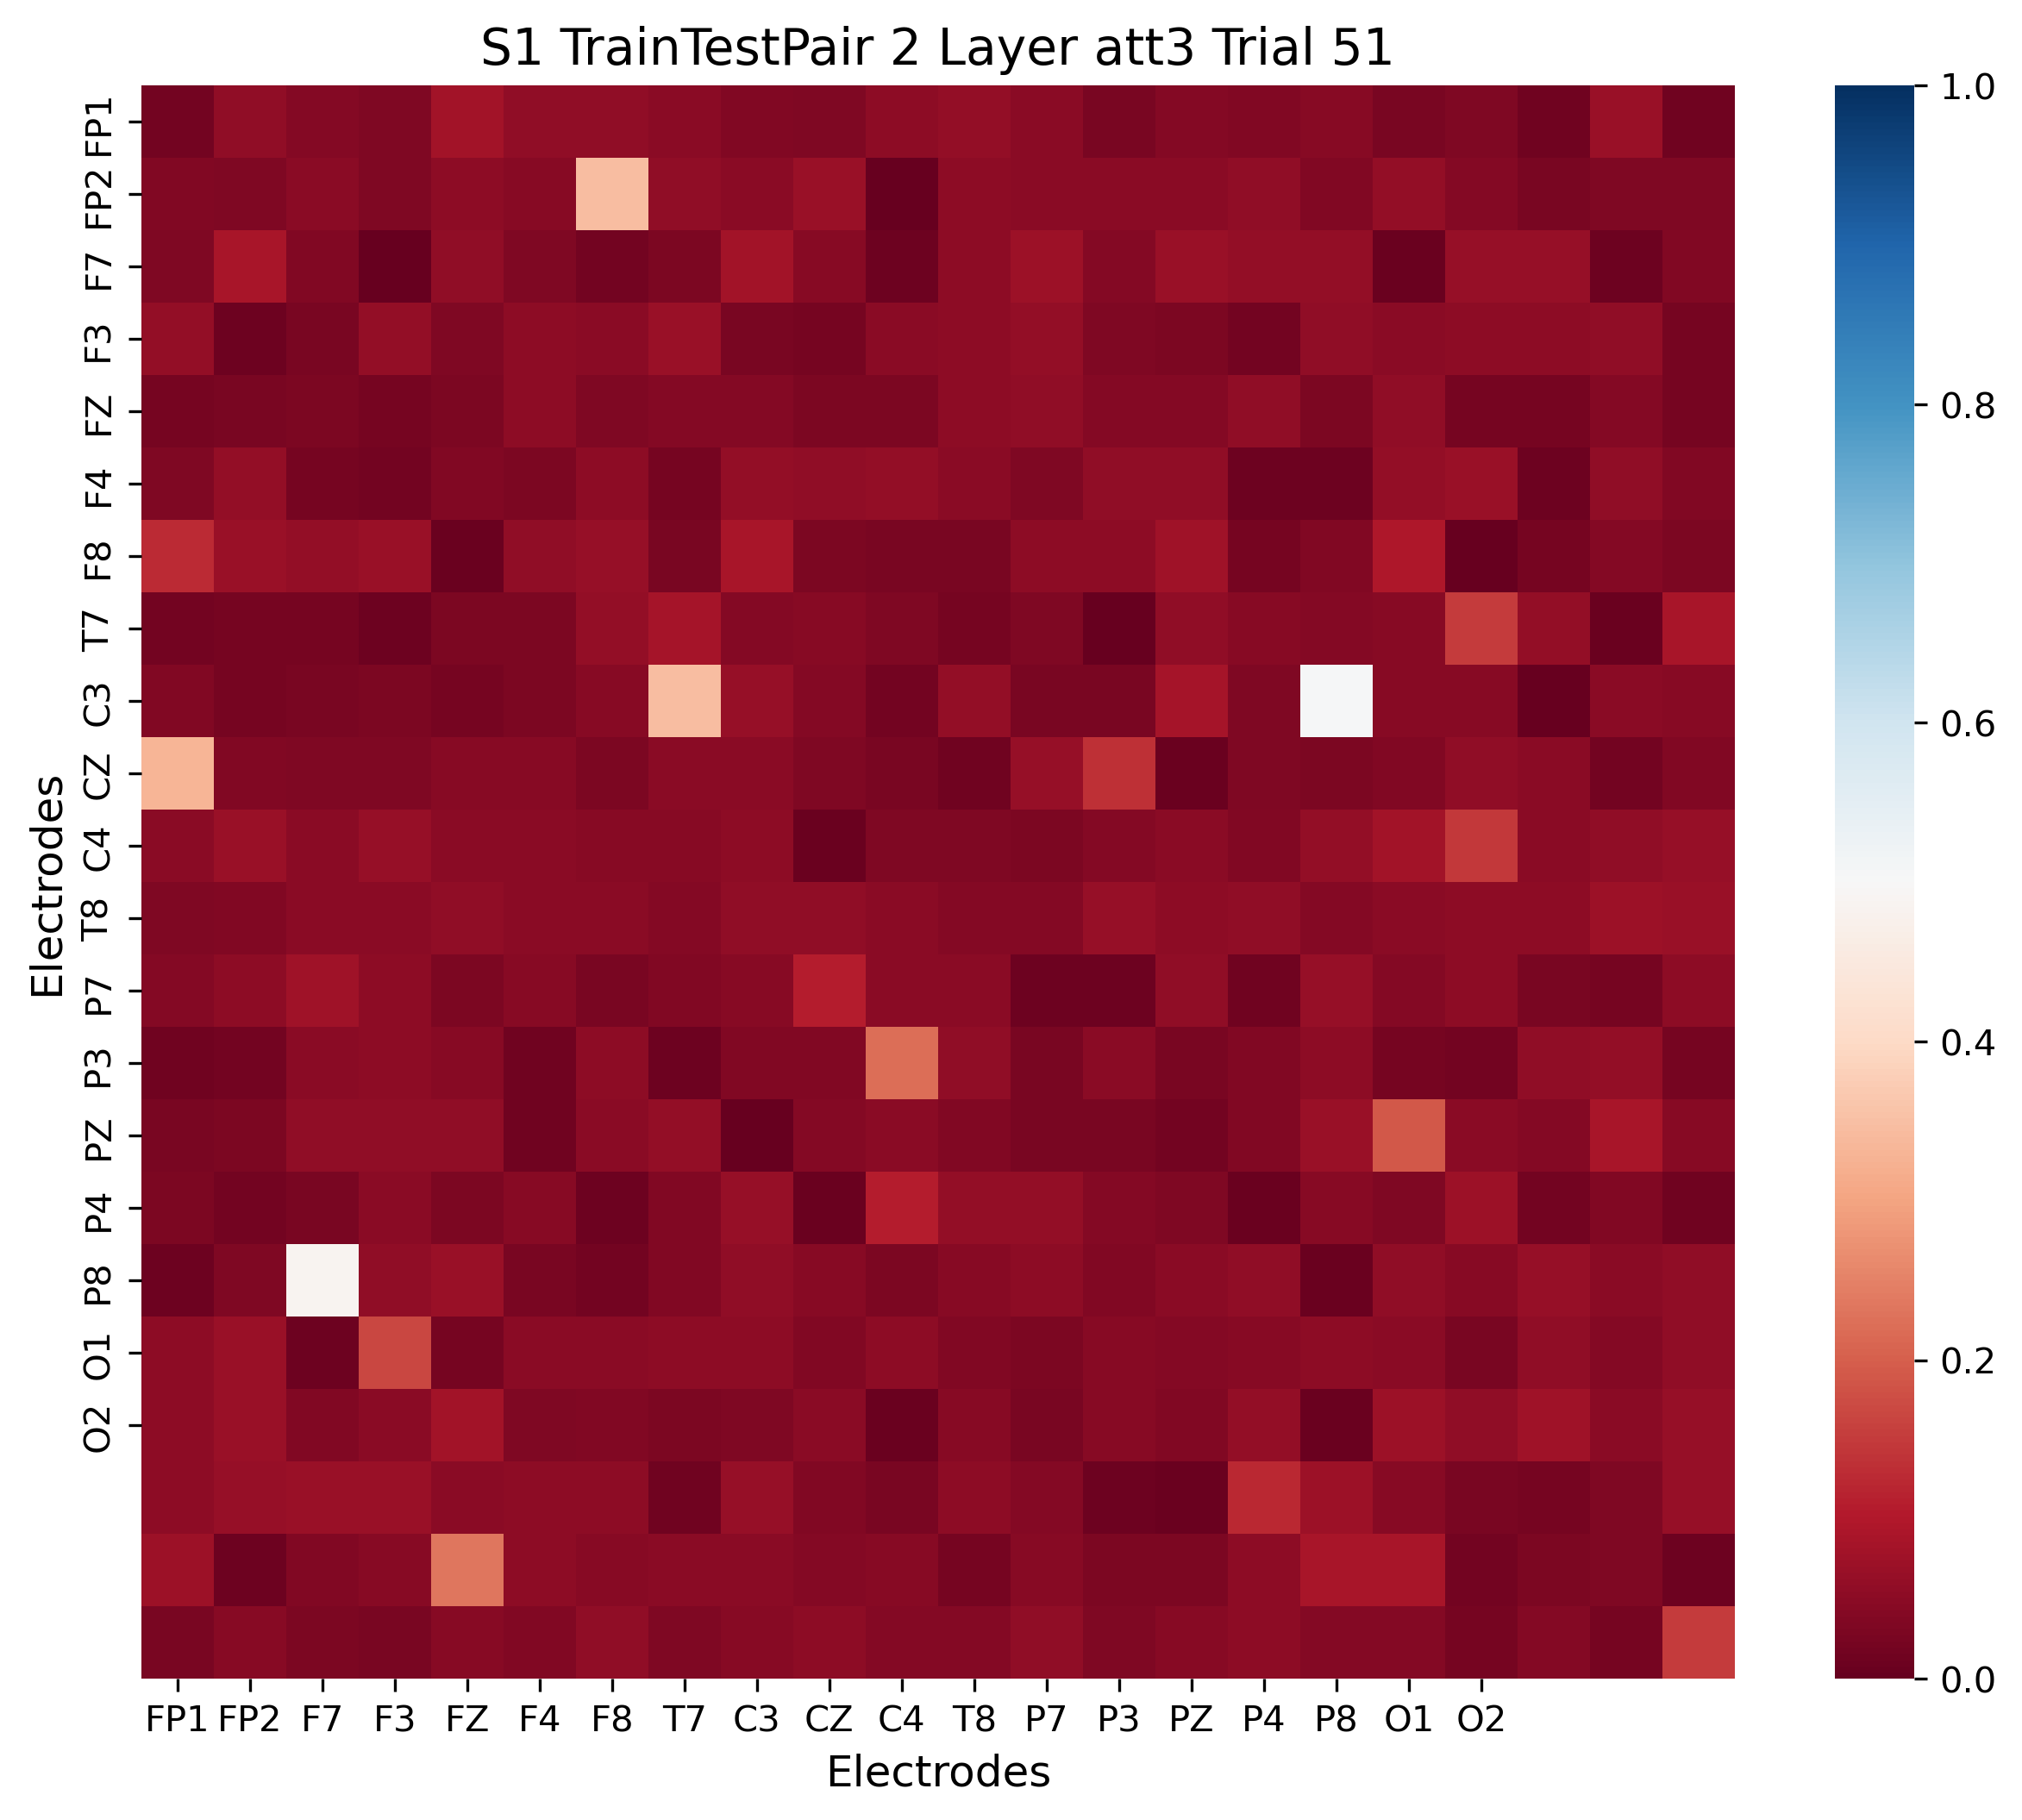 S1 TrainTestPair 2 Layer att3 Trial 51
Electrodes
FP1
FP2
F7
F3
FZ
F4
F8
T7
C3
CZ
C4
T8
P7
P3
PZ
P4
P8
O1
O2
FP1 FP2 F7 F3 FZ F4 F8 T7 C3 CZ C4 T8 P7 P3 PZ P4 P8 O1 O2
Electrodes
1.0
0.8
0.6
0.4
0.2
0.0